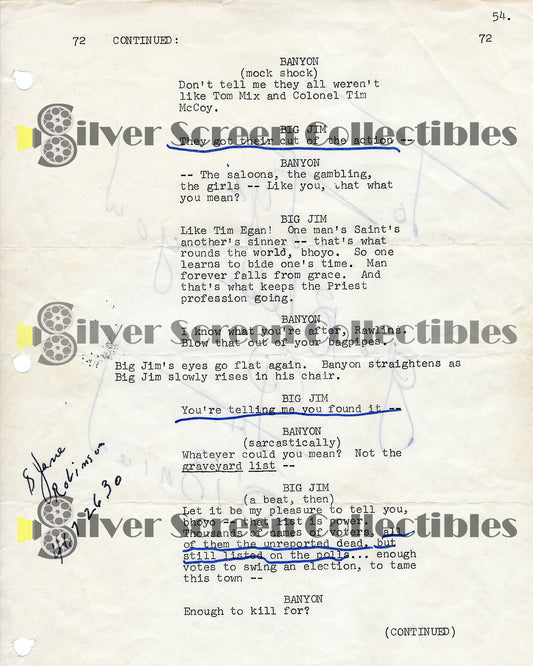 54.
72 CONTINUED: 72
BANYON
(mock shock)
Don't tell me they all weren't
like Tom Mix and Colonel Tim
McCoy.
Silver Screen Collectibles
BIG JIM
They got their cut of the action --
BANYON
-- The saloons, the gambling,
the girls -- Like you, that what
you mean?
BIG JIM
Like Tim Egan! One man's Saint's
another's sinner -- that's what
rounds the world, bhoyo. So one
learns to bide one's time. Man
forever falls from grace. And
that's what keeps the Priest
profession going.
Silver Screen Collectibles
BANYON
I know what you're after, Rawlins.
Blow that out of your bagpipes.
Big Jim's eyes go flat again. Banyon straightens as
Big Jim slowly rises in his chair.
BIG JIM
You're telling me you found it --
BANYON
(sarcastically)
Whatever could you mean? Not the
graveyard list --
Jane
Robinson
BIG JIM
(a beat, then)
Let it be my pleasure to tell you,
bhoyo -- that list is power.
Silver Screen Collectibles
Thousands of names of voters, all
of them the unreported dead, but
still listed on the polls... enough
votes to swing an election, to tame
this town --
BANYON
Enough to kill for?
(CONTINUED)